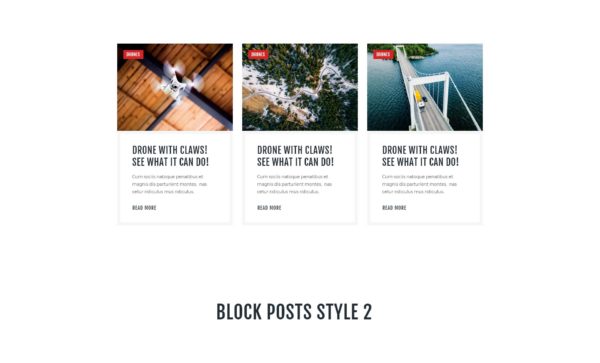 DRONES
DRONES
DRONES
DRONE WITH CLAWS!
SEE WHAT IT CAN DO!
Cum sociis natoque penatibus et
magnis dis parturient montes, nas
setur ridiculus mus ridiculus.
READ MORE
DRONE WITH CLAWS!
SEE WHAT IT CAN DO!
Cum sociis natoque penatibus et
magnis dis parturient montes, nas
setur ridiculus mus ridiculus.
READ MORE
DRONE WITH CLAWS!
SEE WHAT IT CAN DO!
Cum sociis natoque penatibus et
magnis dis parturient montes, nas
setur ridiculus mus ridiculus.
READ MORE
BLOCK POSTS STYLE 2